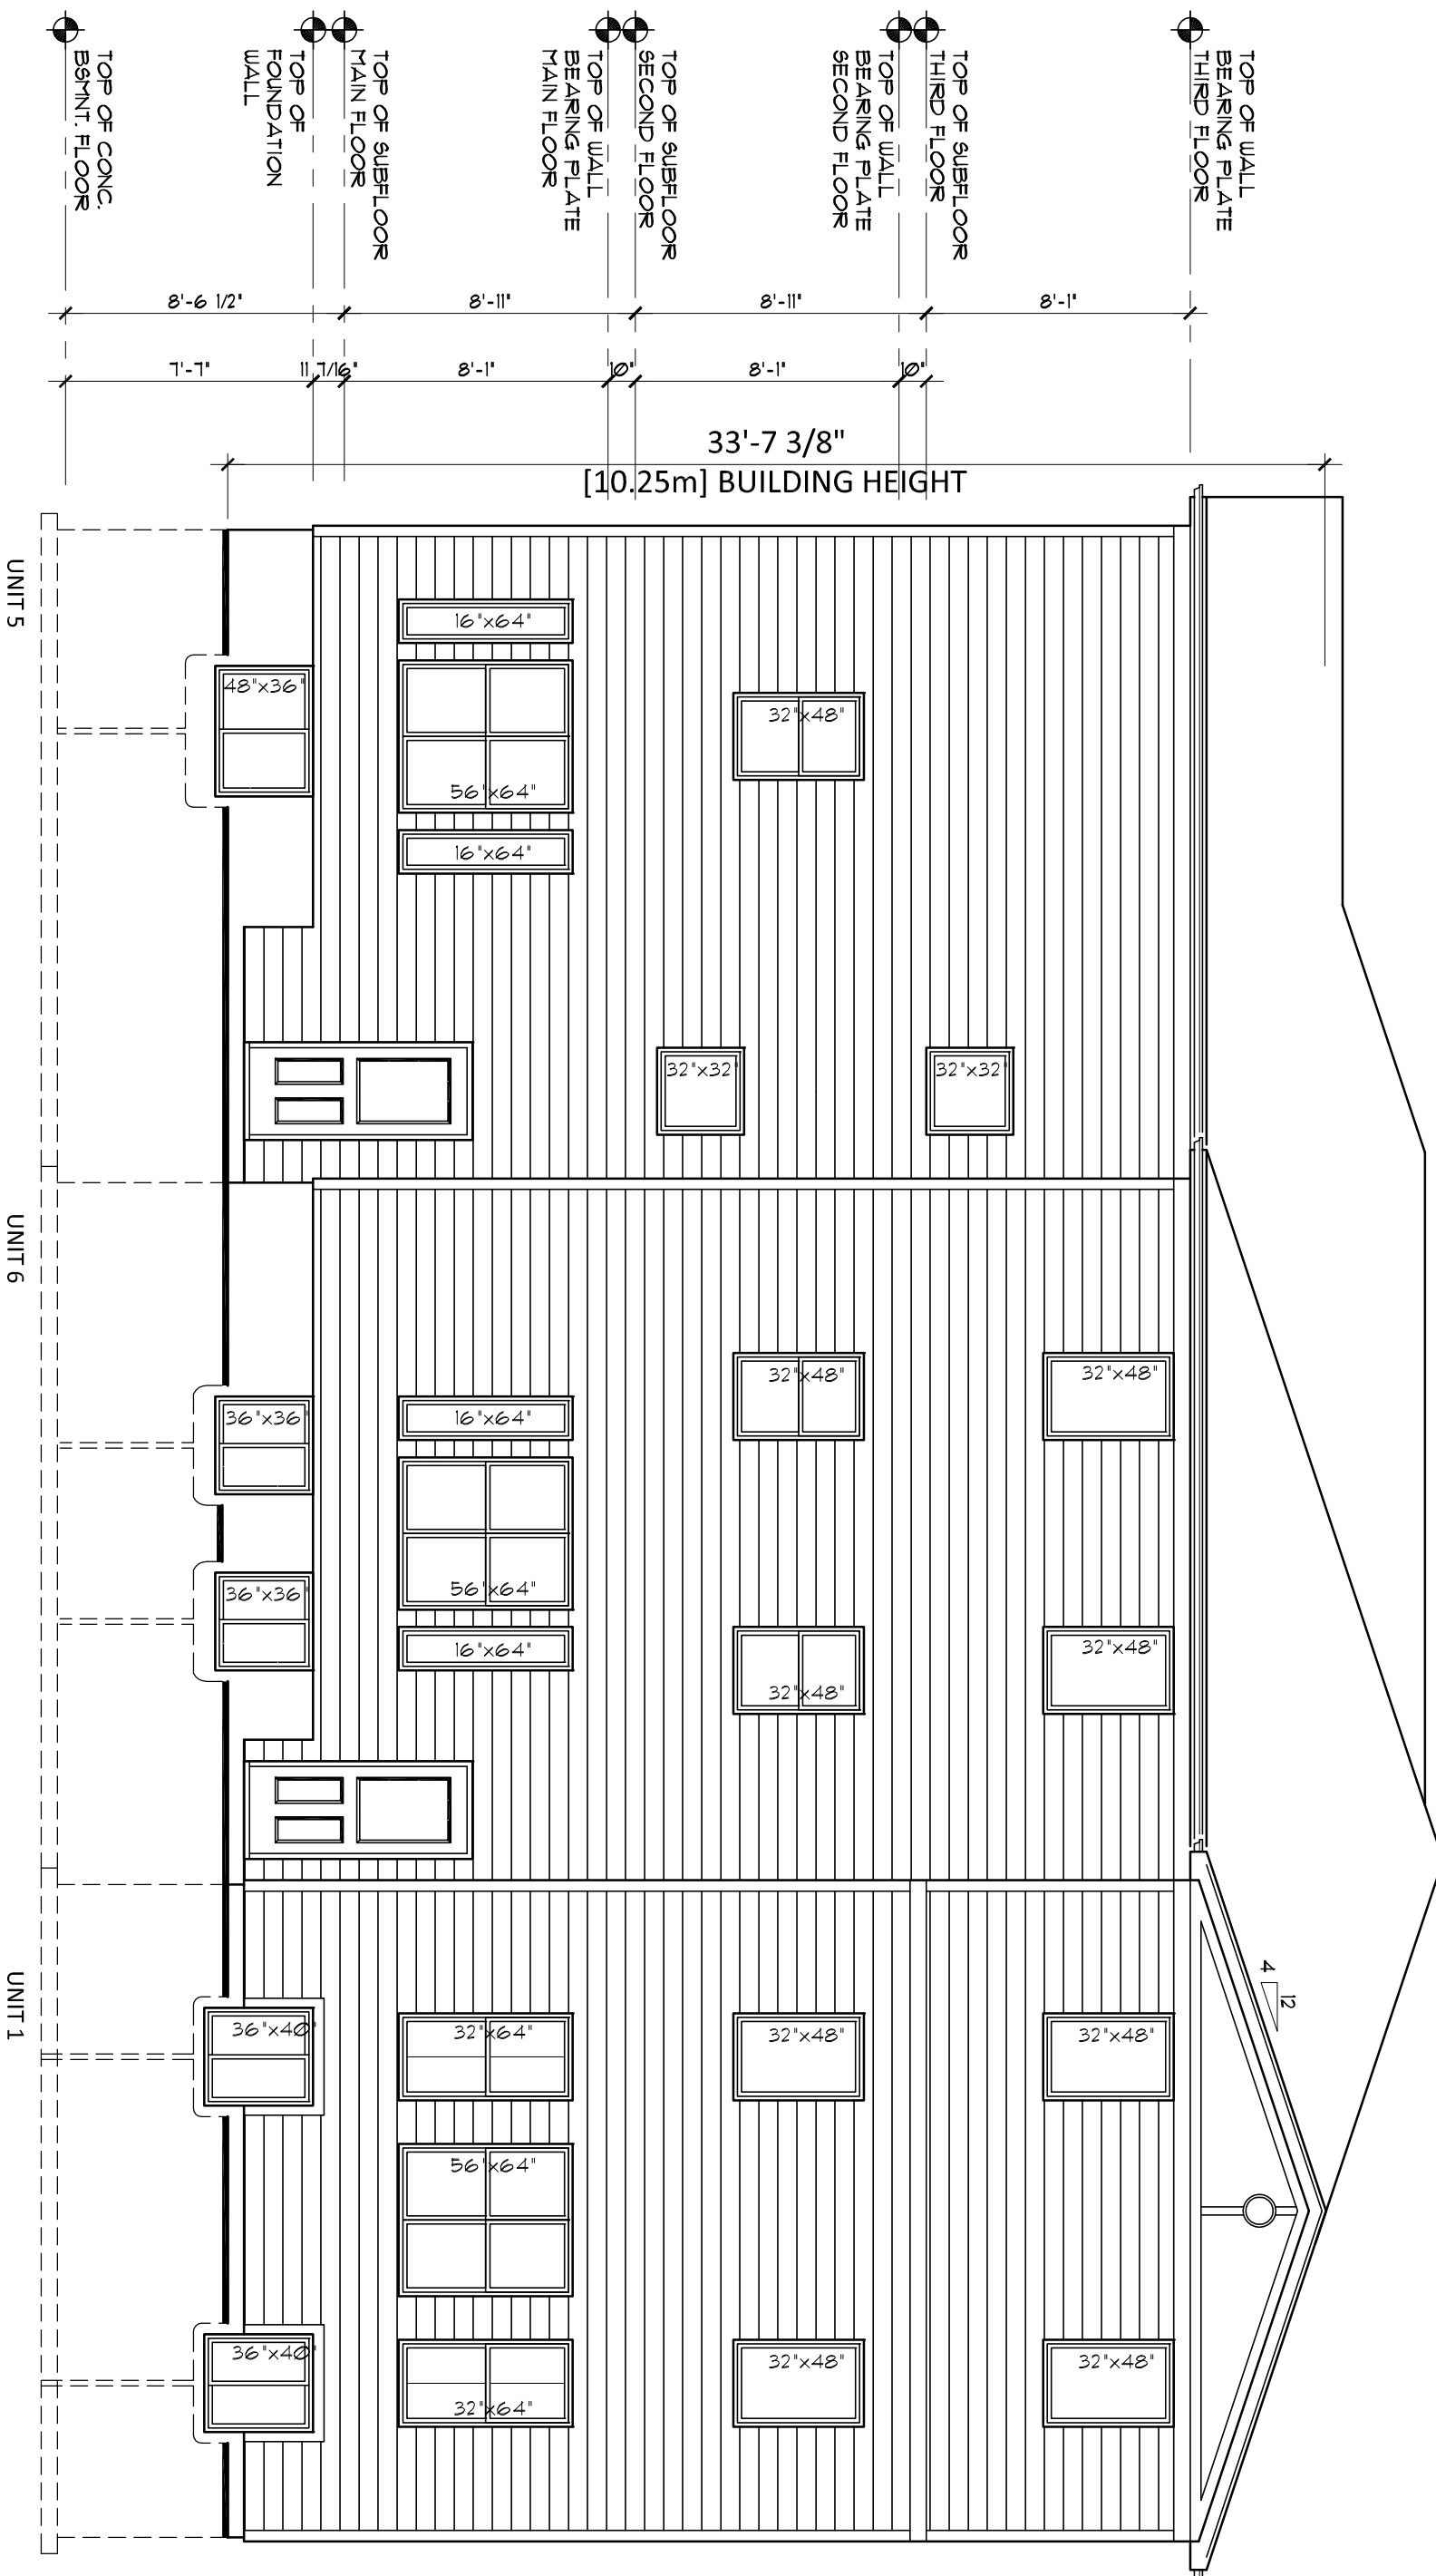 TOP OF WALL
BEARING PLATE
THIRD FLOOR
TOP OF SUBFLOOR
THIRD FLOOR
TOP OF WALL
BEARING PLATE
SECOND FLOOR
TOP OF SUBFLOOR
SECOND FLOOR
TOP OF WALL
BEARING PLATE
MAIN FLOOR
TOP OF SUBFLOOR
MAIN FLOOR
TOP OF
FOUNDATION
WALL
TOP OF CONC.
BSMNT. FLOOR
8'-6 1/2"
8'-11"
8'-11"
8'-1"
7'-7"
11 7/16"
8'-1"
10"
8'-1"
10"
33'-7 3/8"
[10.25m] BUILDING HEIGHT
16"x64"
48"x36"
32"x48"
56"x64"
16"x64"
32"x32"
32"x32"
36"x36"
16"x64"
32"x48"
32"x48"
36"x36"
56"x64"
16"x64"
32"x48"
32"x48"
4
12
36"x40"
32"x64"
32"x48"
32"x48"
56"x64"
36"x40"
32"x64"
32"x48"
32"x48"
UNIT 5
UNIT 6
UNIT 1